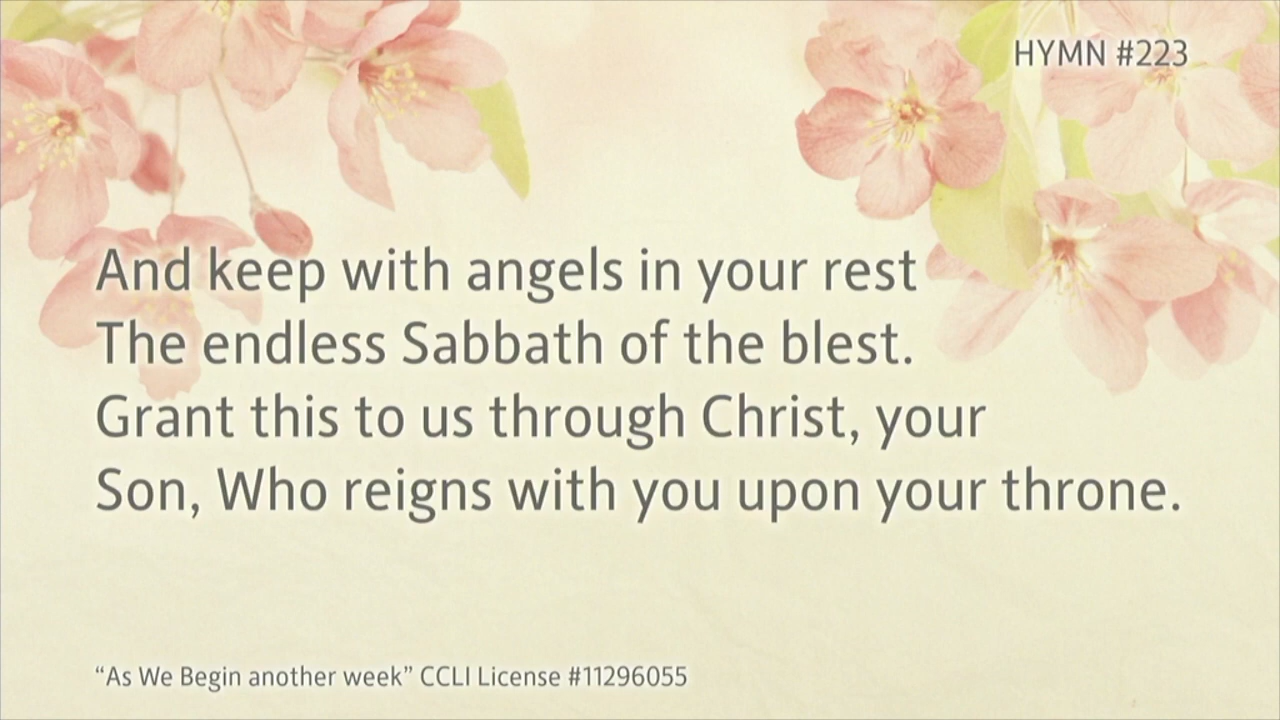 HYMN #223
And keep with angels in your rest
The endless Sabbath of the blest.
Grant this to us through Christ, your
Son, Who reigns with you upon your throne.
“As We Begin another week” CCLI License #11296055